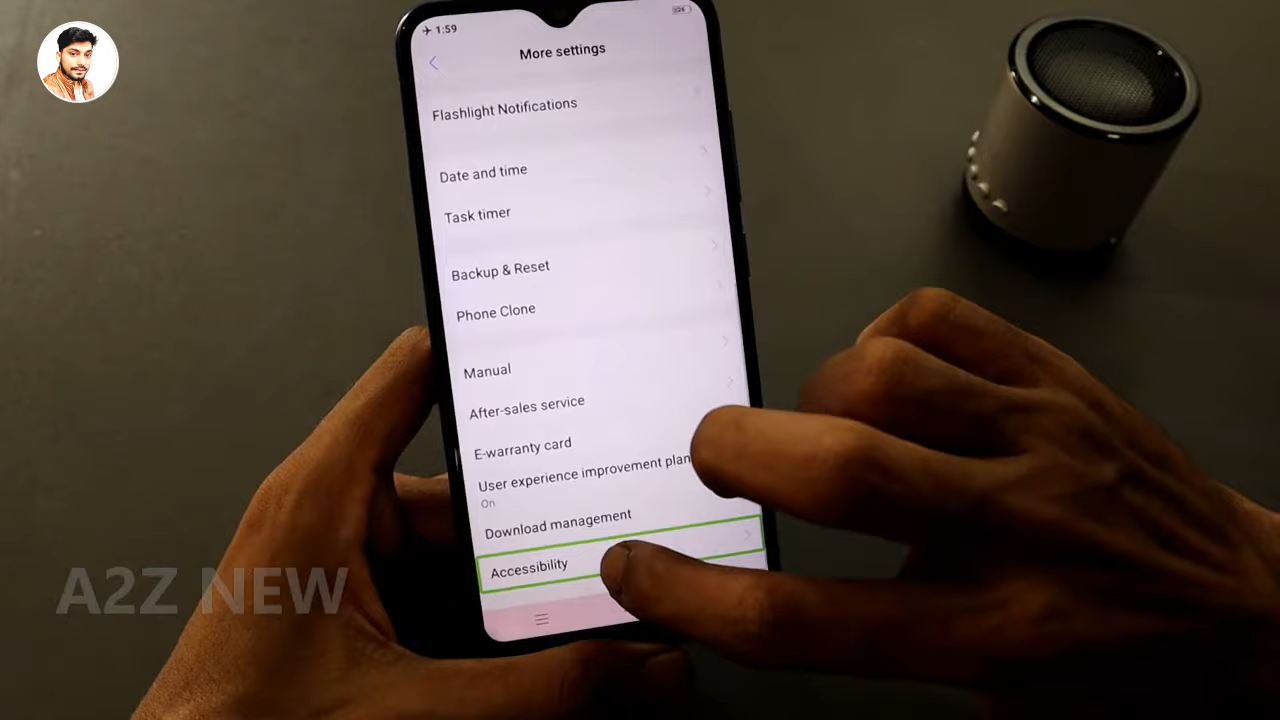 1:59
More settings
Flashlight Notifications
Date and time
Task timer
Backup & Reset
Phone Clone
Manual
After-sales service
E-warranty card
User experience improvement plan
On
Download management
Accessibility
A2Z NEW